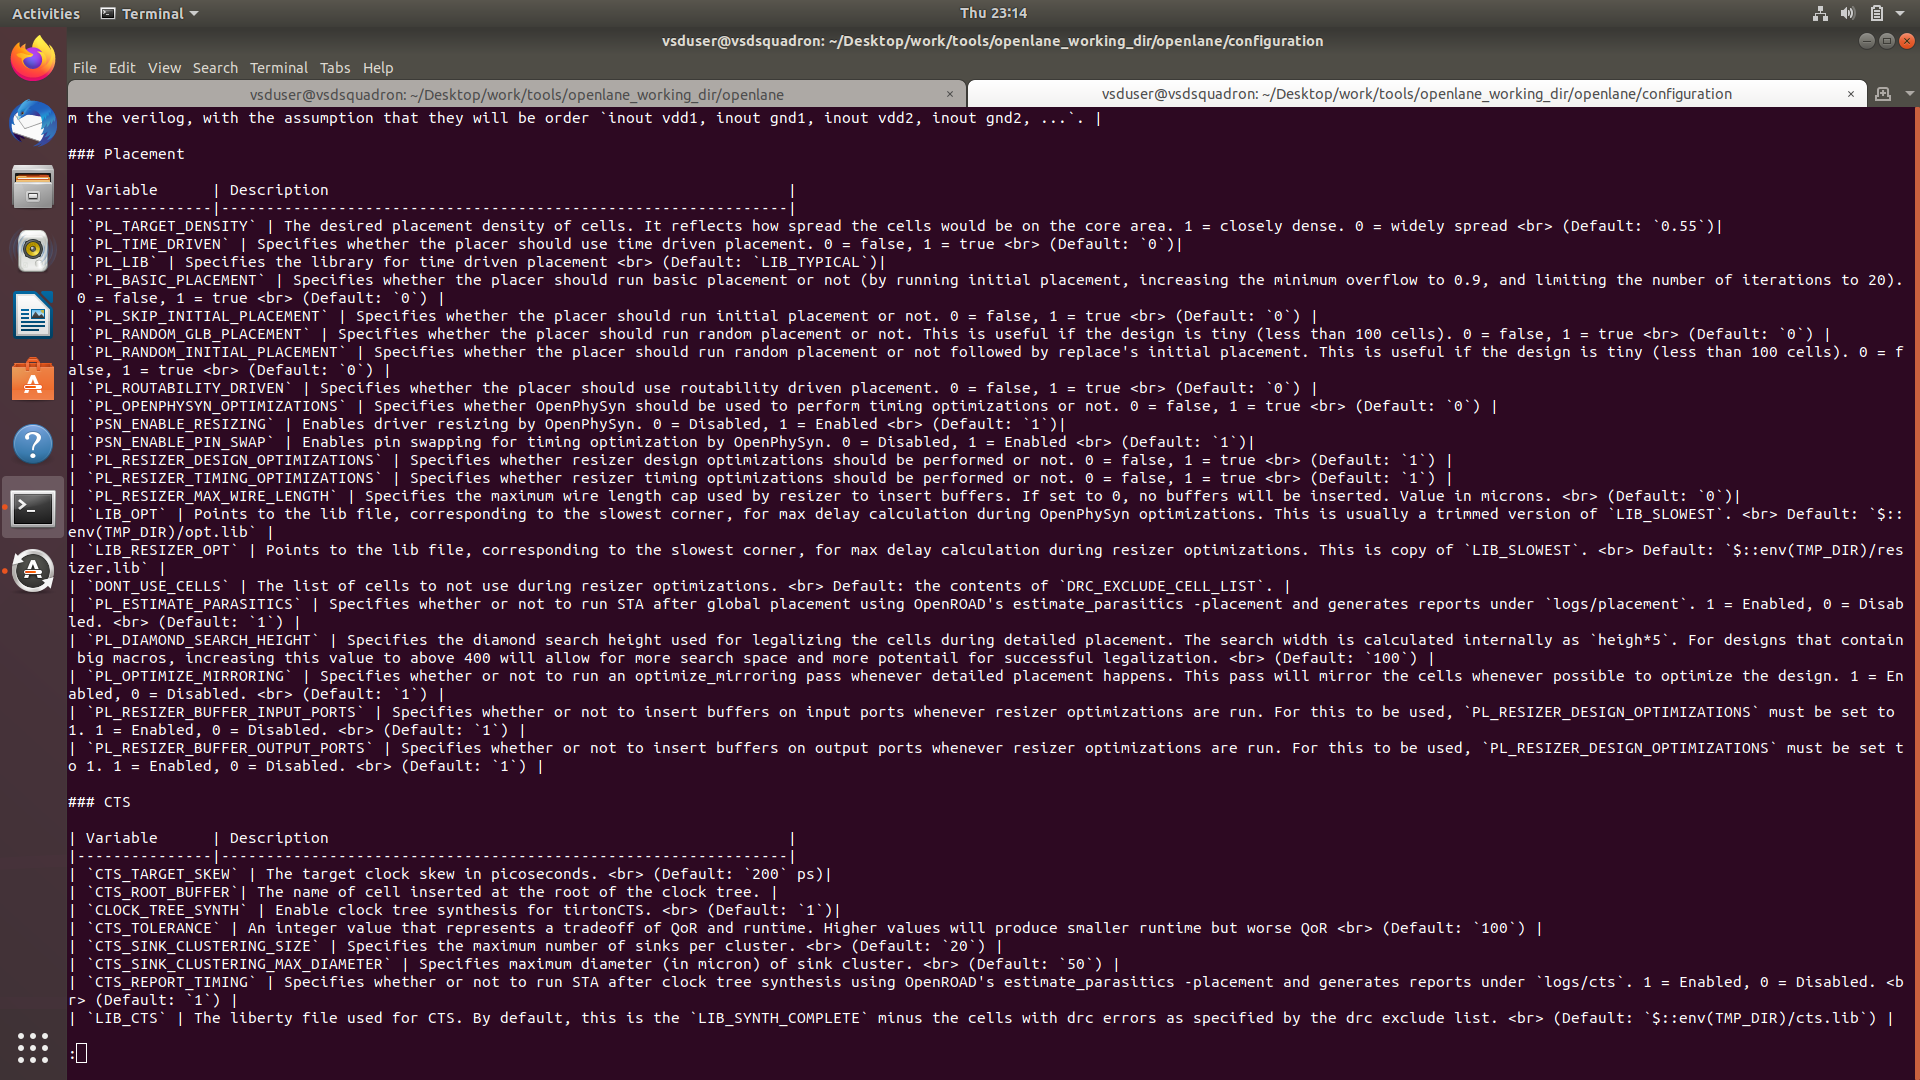 Activities Terminal Thu 23:14
vsduser@vsdsquadron: ~/Desktop/work/tools/openlane_working_dir/openlane/configuration
File Edit View Search Terminal Tabs Help
vsduser@vsdsquadron: ~/Desktop/work/tools/openlane_working_dir/openlane × vsduser@vsdsquadron: ~/Desktop/work/tools/openlane_working_dir/openlane/configuration ×
m the verilog, with the assumption that they will be order `inout vdd1, inout gnd1, inout vdd2, inout gnd2, ...`. |
### Placement
| Variable      | Description                                                   |
|---------------|---------------------------------------------------------------|
| `PL_TARGET_DENSITY` | The desired placement density of cells. It reflects how spread the cells would be on the core area. 1 = closely dense. 0 = widely spread <br> (Default: `0.55`)|
| `PL_TIME_DRIVEN` | Specifies whether the placer should use time driven placement. 0 = false, 1 = true <br> (Default: `0`)|
| `PL_LIB` | Specifies the library for time driven placement <br> (Default: `LIB_TYPICAL`)|
| `PL_BASIC_PLACEMENT` | Specifies whether the placer should run basic placement or not (by running initial placement, increasing the minimum overflow to 0.9, and limiting the number of iterations to 20).
 0 = false, 1 = true <br> (Default: `0`) |
| `PL_SKIP_INITIAL_PLACEMENT` | Specifies whether the placer should run initial placement or not. 0 = false, 1 = true <br> (Default: `0`) |
| `PL_RANDOM_GLB_PLACEMENT` | Specifies whether the placer should run random placement or not. This is useful if the design is tiny (less than 100 cells). 0 = false, 1 = true <br> (Default: `0`) |
| `PL_RANDOM_INITIAL_PLACEMENT` | Specifies whether the placer should run random placement or not followed by replace's initial placement. This is useful if the design is tiny (less than 100 cells). 0 = f
alse, 1 = true <br> (Default: `0`) |
| `PL_ROUTABILITY_DRIVEN` | Specifies whether the placer should use routability driven placement. 0 = false, 1 = true <br> (Default: `0`) |
| `PL_OPENPHYSYN_OPTIMIZATIONS` | Specifies whether OpenPhySyn should be used to perform timing optimizations or not. 0 = false, 1 = true <br> (Default: `0`) |
| `PSN_ENABLE_RESIZING` | Enables driver resizing by OpenPhySyn. 0 = Disabled, 1 = Enabled <br> (Default: `1`)|
| `PSN_ENABLE_PIN_SWAP` | Enables pin swapping for timing optimization by OpenPhySyn. 0 = Disabled, 1 = Enabled <br> (Default: `1`)|
| `PL_RESIZER_DESIGN_OPTIMIZATIONS` | Specifies whether resizer design optimizations should be performed or not. 0 = false, 1 = true <br> (Default: `1`) |
| `PL_RESIZER_TIMING_OPTIMIZATIONS` | Specifies whether resizer timing optimizations should be performed or not. 0 = false, 1 = true <br> (Default: `1`) |
| `PL_RESIZER_MAX_WIRE_LENGTH` | Specifies the maximum wire length cap used by resizer to insert buffers. If set to 0, no buffers will be inserted. Value in microns. <br> (Default: `0`)|
| `LIB_OPT` | Points to the lib file, corresponding to the slowest corner, for max delay calculation during OpenPhySyn optimizations. This is usually a trimmed version of `LIB_SLOWEST`. <br> Default: `$::
env(TMP_DIR)/opt.lib` |
| `LIB_RESIZER_OPT` | Points to the lib file, corresponding to the slowest corner, for max delay calculation during resizer optimizations. This is copy of `LIB_SLOWEST`. <br> Default: `$::env(TMP_DIR)/res
izer.lib` |
| `DONT_USE_CELLS` | The list of cells to not use during resizer optimizations. <br> Default: the contents of `DRC_EXCLUDE_CELL_LIST`. |
| `PL_ESTIMATE_PARASITICS` | Specifies whether or not to run STA after global placement using OpenROAD's estimate_parasitics -placement and generates reports under `logs/placement`. 1 = Enabled, 0 = Disab
led. <br> (Default: `1`) |
| `PL_DIAMOND_SEARCH_HEIGHT` | Specifies the diamond search height used for legalizing the cells during detailed placement. The search width is calculated internally as `heigh*5`. For designs that contain
 big macros, increasing this value to above 400 will allow for more search space and more potentail for successful legalization. <br> (Default: `100`) |
| `PL_OPTIMIZE_MIRRORING` | Specifies whether or not to run an optimize_mirroring pass whenever detailed placement happens. This pass will mirror the cells whenever possible to optimize the design. 1 = En
abled, 0 = Disabled. <br> (Default: `1`) |
| `PL_RESIZER_BUFFER_INPUT_PORTS` | Specifies whether or not to insert buffers on input ports whenever resizer optimizations are run. For this to be used, `PL_RESIZER_DESIGN_OPTIMIZATIONS` must be set to
1. 1 = Enabled, 0 = Disabled. <br> (Default: `1`) |
| `PL_RESIZER_BUFFER_OUTPUT_PORTS` | Specifies whether or not to insert buffers on output ports whenever resizer optimizations are run. For this to be used, `PL_RESIZER_DESIGN_OPTIMIZATIONS` must be set t
o 1. 1 = Enabled, 0 = Disabled. <br> (Default: `1`) |
### CTS
| Variable      | Description                                                   |
|---------------|---------------------------------------------------------------|
| `CTS_TARGET_SKEW` | The target clock skew in picoseconds. <br> (Default: `200` ps)|
| `CTS_ROOT_BUFFER`| The name of cell inserted at the root of the clock tree. |
| `CLOCK_TREE_SYNTH` | Enable clock tree synthesis for tirtonCTS. <br> (Default: `1`)|
| `CTS_TOLERANCE` | An integer value that represents a tradeoff of QoR and runtime. Higher values will produce smaller runtime but worse QoR <br> (Default: `100`) |
| `CTS_SINK_CLUSTERING_SIZE` | Specifies the maximum number of sinks per cluster. <br> (Default: `20`) |
| `CTS_SINK_CLUSTERING_MAX_DIAMETER` | Specifies maximum diameter (in micron) of sink cluster. <br> (Default: `50`) |
| `CTS_REPORT_TIMING` | Specifies whether or not to run STA after clock tree synthesis using OpenROAD's estimate_parasitics -placement and generates reports under `logs/cts`. 1 = Enabled, 0 = Disabled. <b
r> (Default: `1`) |
| `LIB_CTS` | The liberty file used for CTS. By default, this is the `LIB_SYNTH_COMPLETE` minus the cells with drc errors as specified by the drc exclude list. <br> (Default: `$::env(TMP_DIR)/cts.lib`) |
: